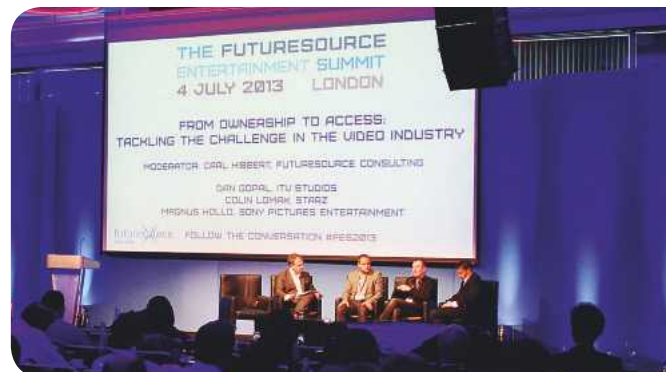 THE FUTURESOURCE
ENTERTAINMENT SUMMIT
4 JULY 2013 LONDON
FROM OWNERSHIP TO ACCESS:
TACKLING THE CHALLENGE IN THE VIDEO INDUSTRY
MODERATOR: CARL HIBBERT, FUTURESOURCE CONSULTING
DAN GOPAL, ITV STUDIOS
COLIN LOMAX, STARZ
MAGNUS HOLLO, SONY PICTURES ENTERTAINMENT
futuresource FOLLOW THE CONVERSATION #FES2013